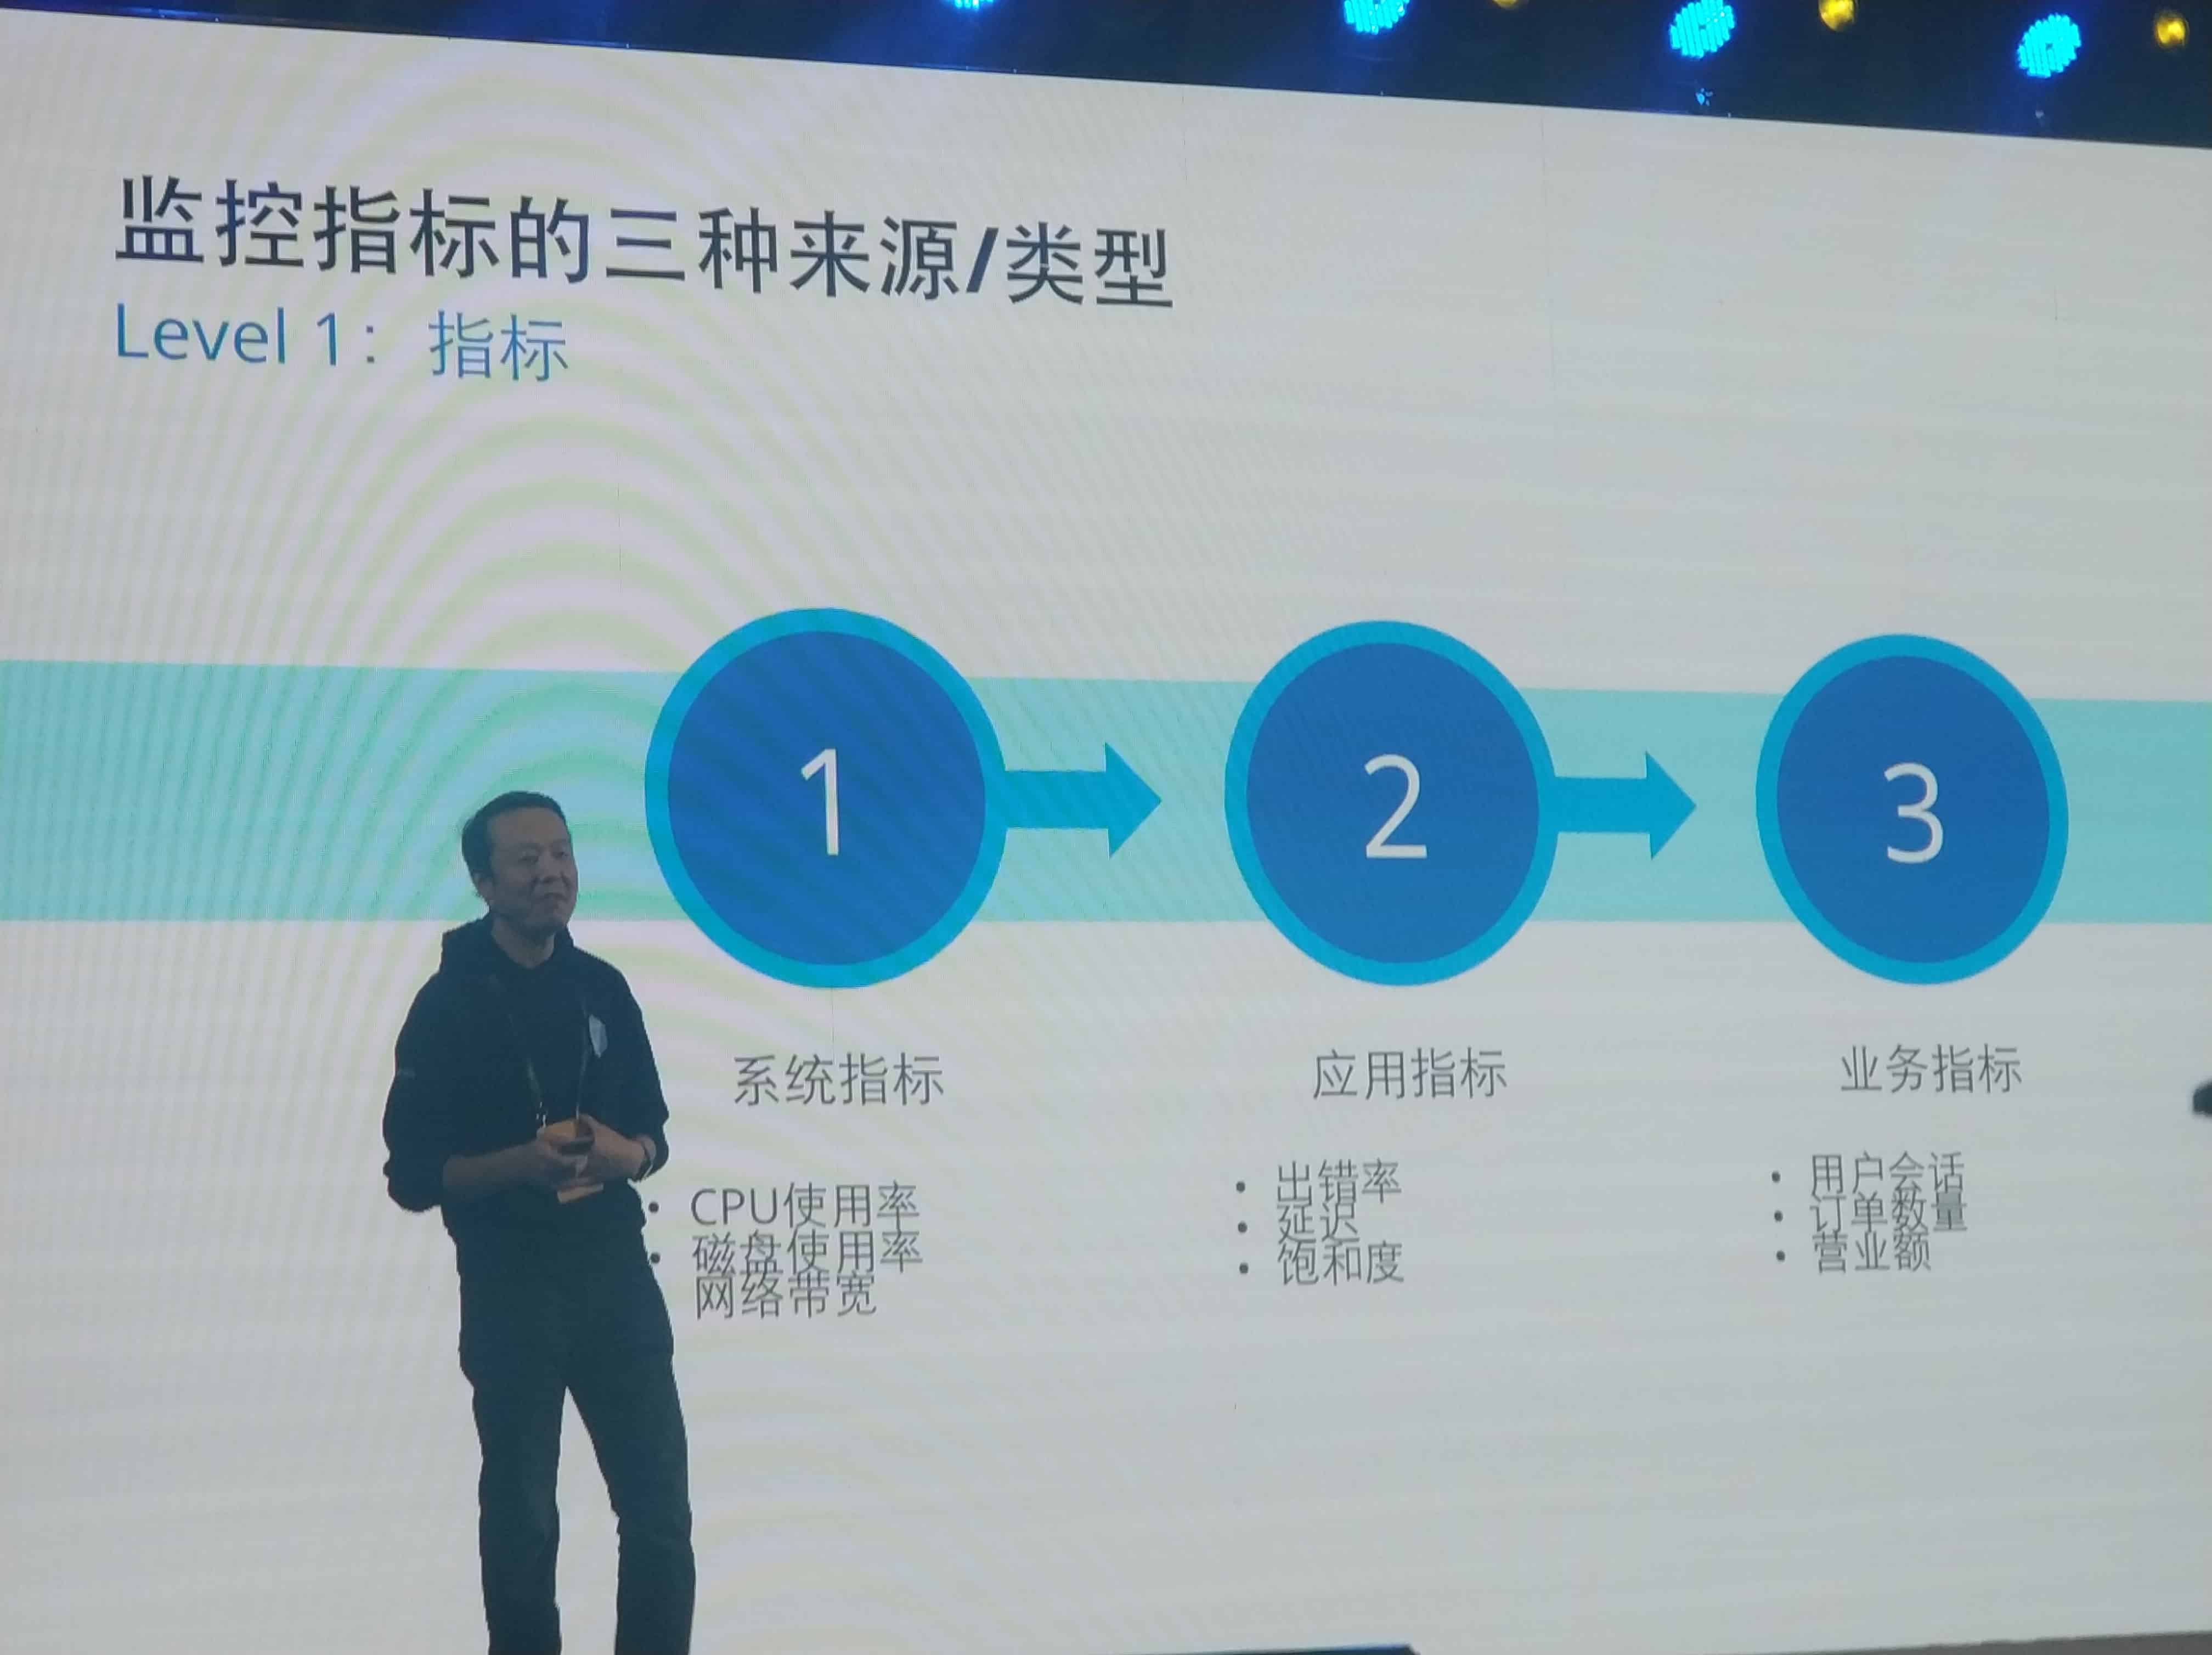 监控指标的三种来源/类型
Level 1：指标
1
2
3
系统指标
应用指标
业务指标
• CPU使用率
• 磁盘使用率
网络带宽
• 出错率
• 延迟
• 饱和度
• 用户会话
• 订单数量
• 营业额